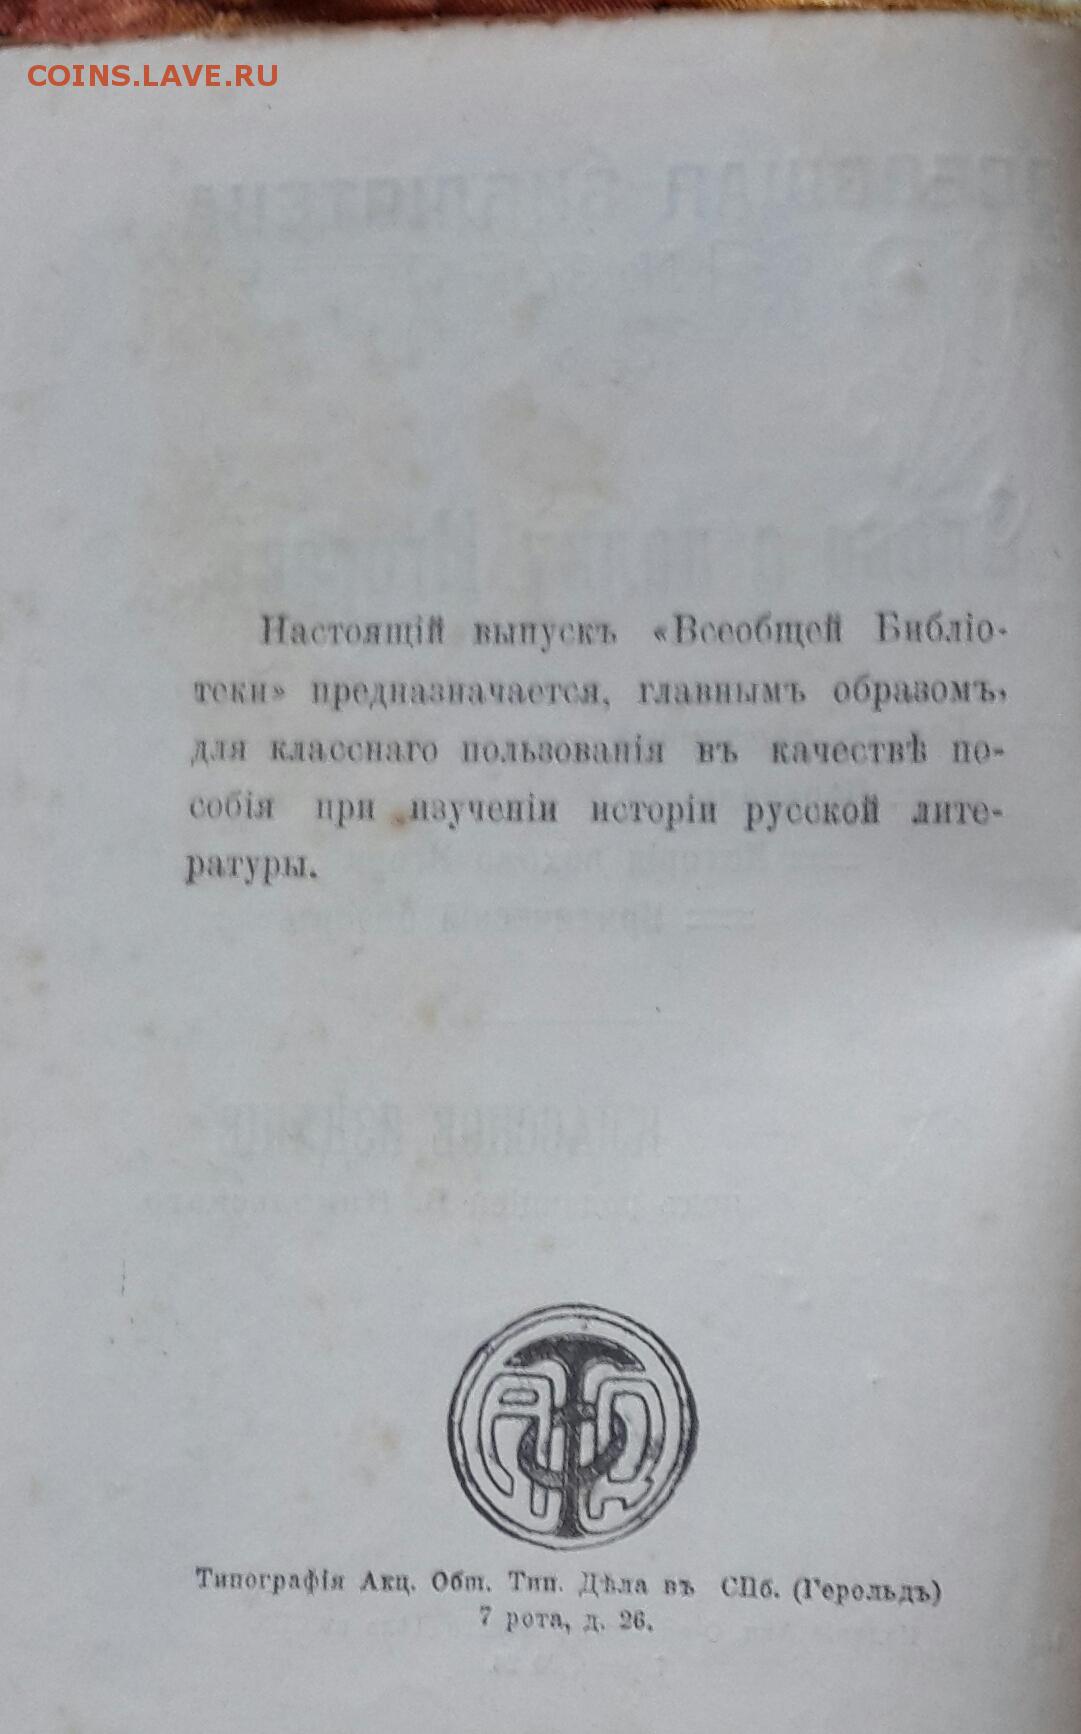 COINS.LAVE.RU
Настоящій выпускъ «Всеобщей Библіо-
теки» предназначается, главнымъ образомъ,
для класснаго пользованія въ качествѣ по-
собія при изученіи исторіи русской лите-
ратуры.
Типографія Акц. Общ. Тип. Дѣла въ СПб. (Герольдъ)
7 рота, д. 26.